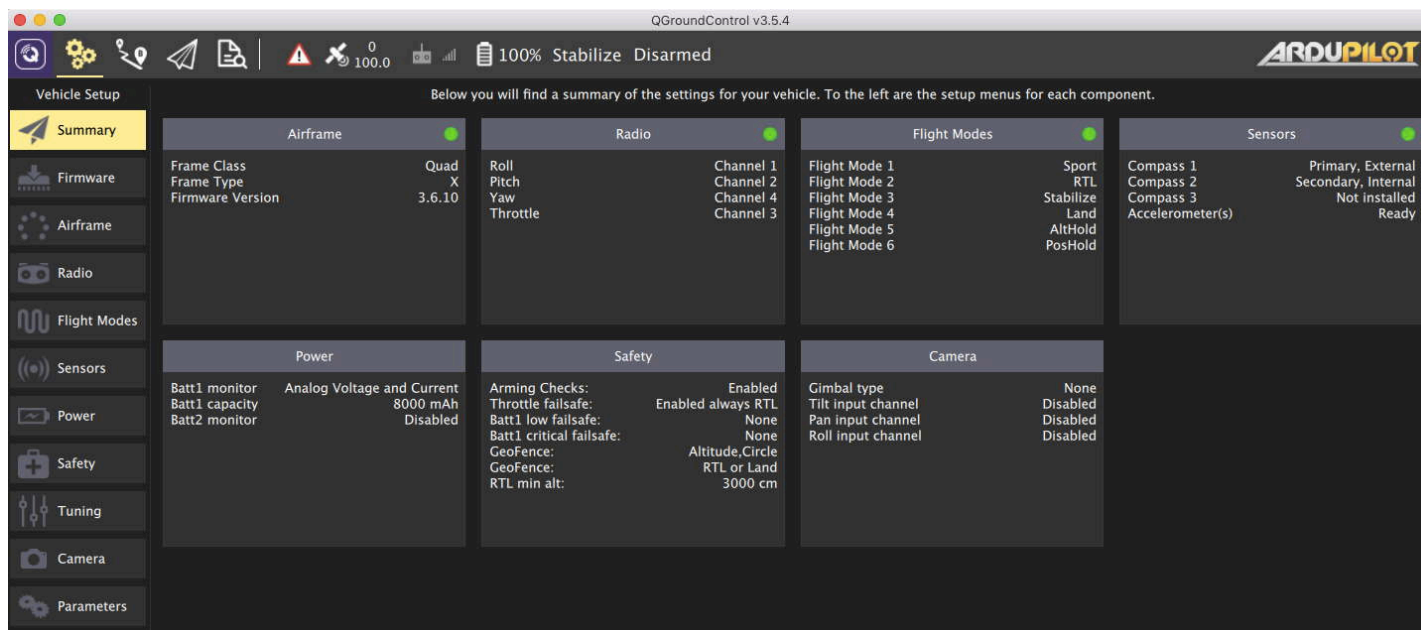 QGroundControl v3.5.4
0
100.0
100% Stabilize Disarmed
ARDUPILOT
Vehicle Setup
Below you will find a summary of the settings for your vehicle. To the left are the setup menus for each component.
Summary
Firmware
Airframe
Radio
Flight Modes
Sensors
Power
Safety
Tuning
Camera
Parameters
Airframe
Frame Class Quad
Frame Type X
Firmware Version 3.6.10
Radio
Roll Channel 1
Pitch Channel 2
Yaw Channel 4
Throttle Channel 3
Flight Modes
Flight Mode 1 Sport
Flight Mode 2 RTL
Flight Mode 3 Stabilize
Flight Mode 4 Land
Flight Mode 5 AltHold
Flight Mode 6 PosHold
Sensors
Compass 1 Primary, External
Compass 2 Secondary, Internal
Compass 3 Not installed
Accelerometer(s) Ready
Power
Batt1 monitor Analog Voltage and Current
Batt1 capacity 8000 mAh
Batt2 monitor Disabled
Safety
Arming Checks: Enabled
Throttle failsafe: Enabled always RTL
Batt1 low failsafe: None
Batt1 critical failsafe: None
GeoFence: Altitude,Circle
GeoFence: RTL or Land
RTL min alt: 3000 cm
Camera
Gimbal type None
Tilt input channel Disabled
Pan input channel Disabled
Roll input channel Disabled